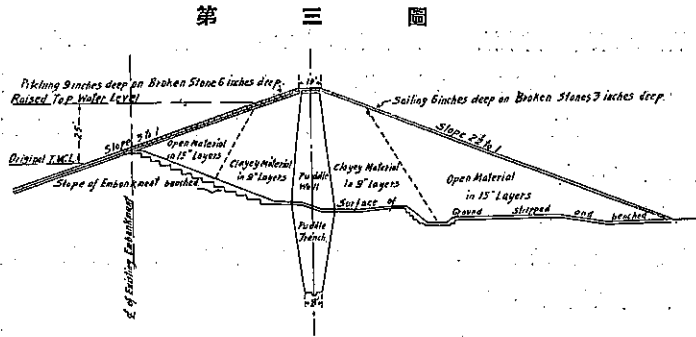 第三圖
Pitching 9 inches deep on Broken Stone 6 inches deep.
Raised Top Water Level
Soiling 6 inches deep on Broken Stones 3 inches deep.
25'
Slope 3 to 1
Slope 2½ to 1
Original T.W.L.
Open Material
in 15" Layers
Clayey Material
in 9" Layers
Puddle
Wall
Clayey Material
in 9" Layers
Open Material
in 15" Layers
Slope of Embankment benched
Surface of Ground stripped and benched
Puddle
Trench
₵ of Existing Embankment